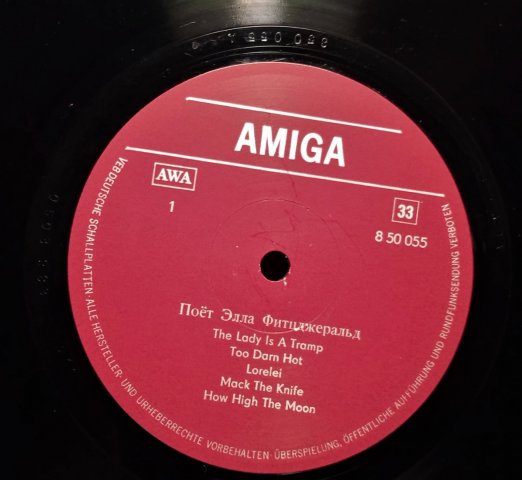 AMIGA
AWA
1
33
8 50 055
Поёт Элла Фитцджеральд
The Lady Is A Tramp
Too Darn Hot
Lorelei
Mack The Knife
How High The Moon
VEB DEUTSCHE SCHALLPLATTEN · ALLE HERSTELLER- UND URHEBERRECHTE VORBEHALTEN · ÜBERSPIELUNG, ÖFFENTLICHE AUFFÜHRUNG UND RUNDFUNKSENDUNG VERBOTEN